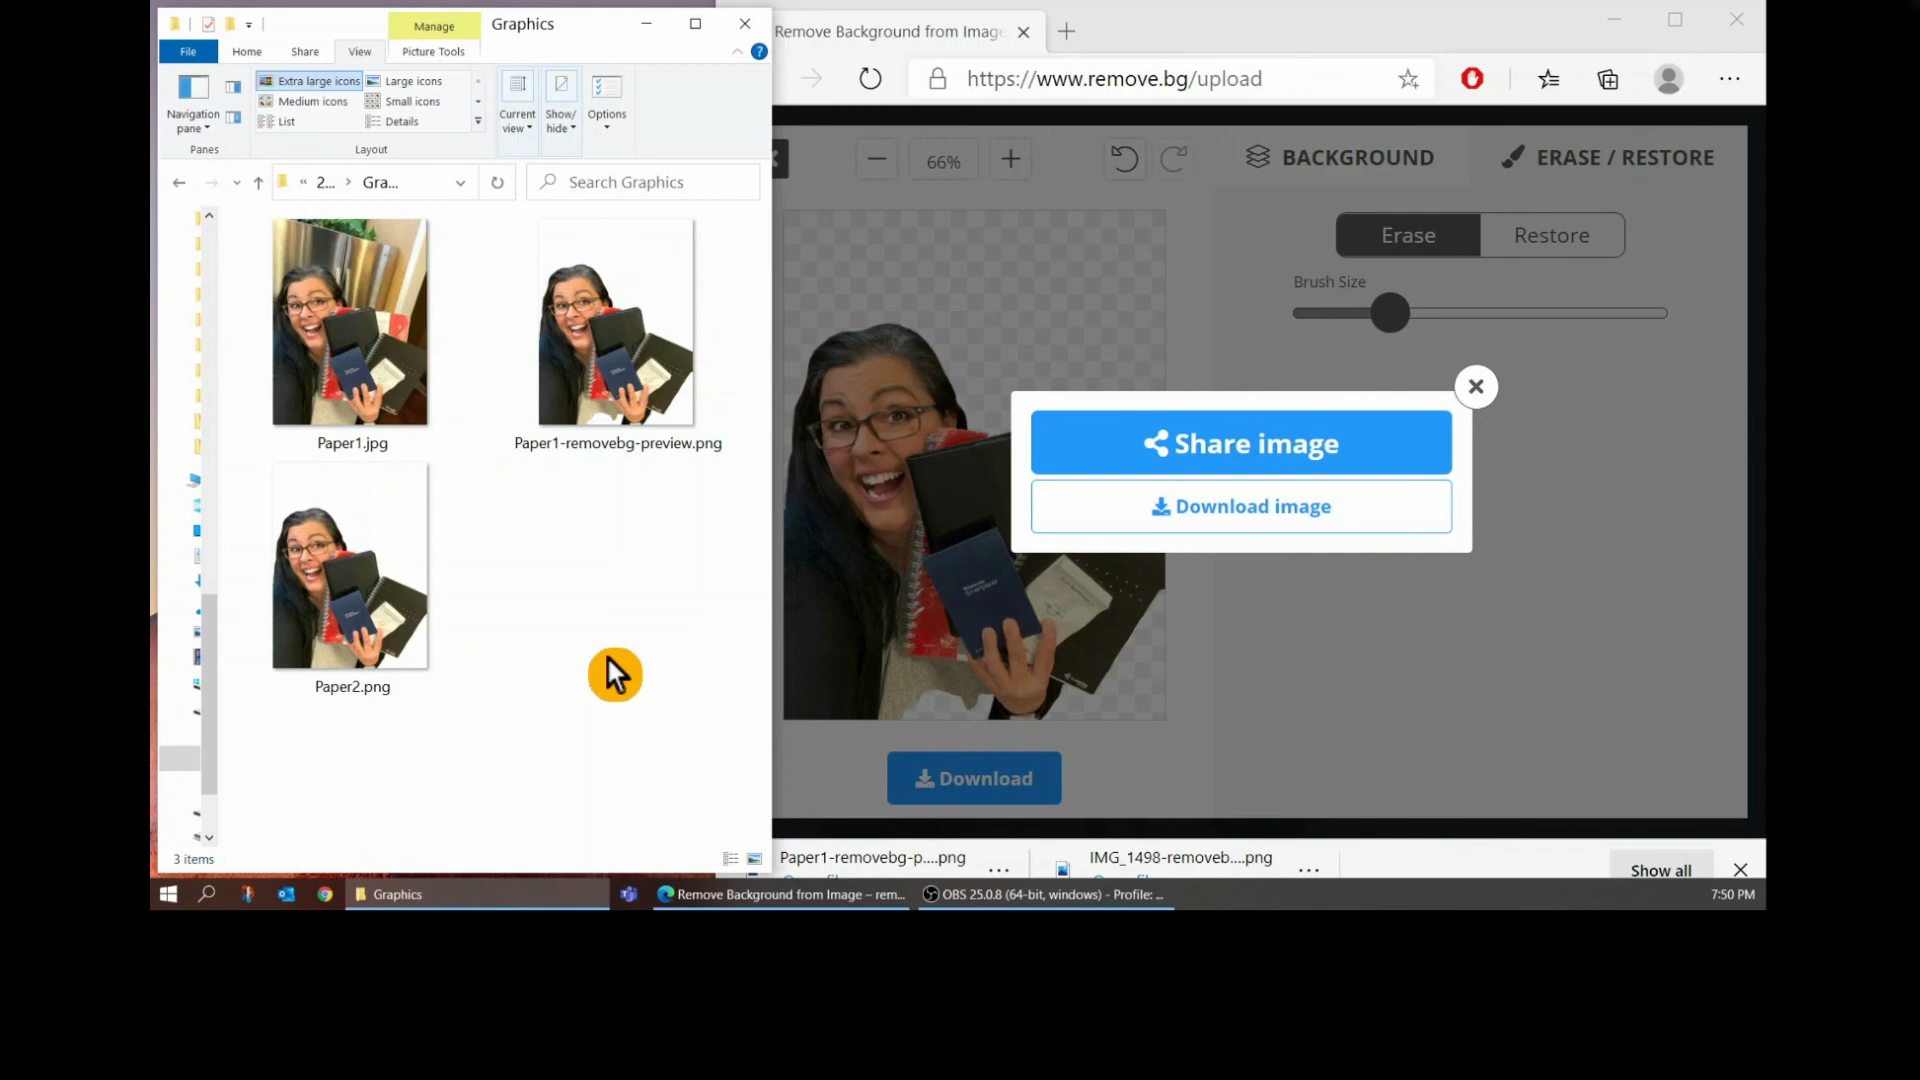 Manage
Graphics
File
Home
Share
View
Picture Tools
Extra large icons
Large icons
Medium icons
Small icons
List
Details
Navigation pane
Current view
Show/ hide
Options
Panes
Layout
« 2... › Gra...
Search Graphics
Paper1.jpg
Paper1-removebg-preview.png
Paper2.png
3 items
Remove Background from Image
https://www.remove.bg/upload
66%
BACKGROUND
ERASE / RESTORE
Erase
Restore
Brush Size
Share image
Download image
Download
Paper1-removebg-p....png
IMG_1498-removeb....png
Show all
Graphics
Remove Background from Image – rem...
OBS 25.0.8 (64-bit, windows) - Profile: ...
7:50 PM